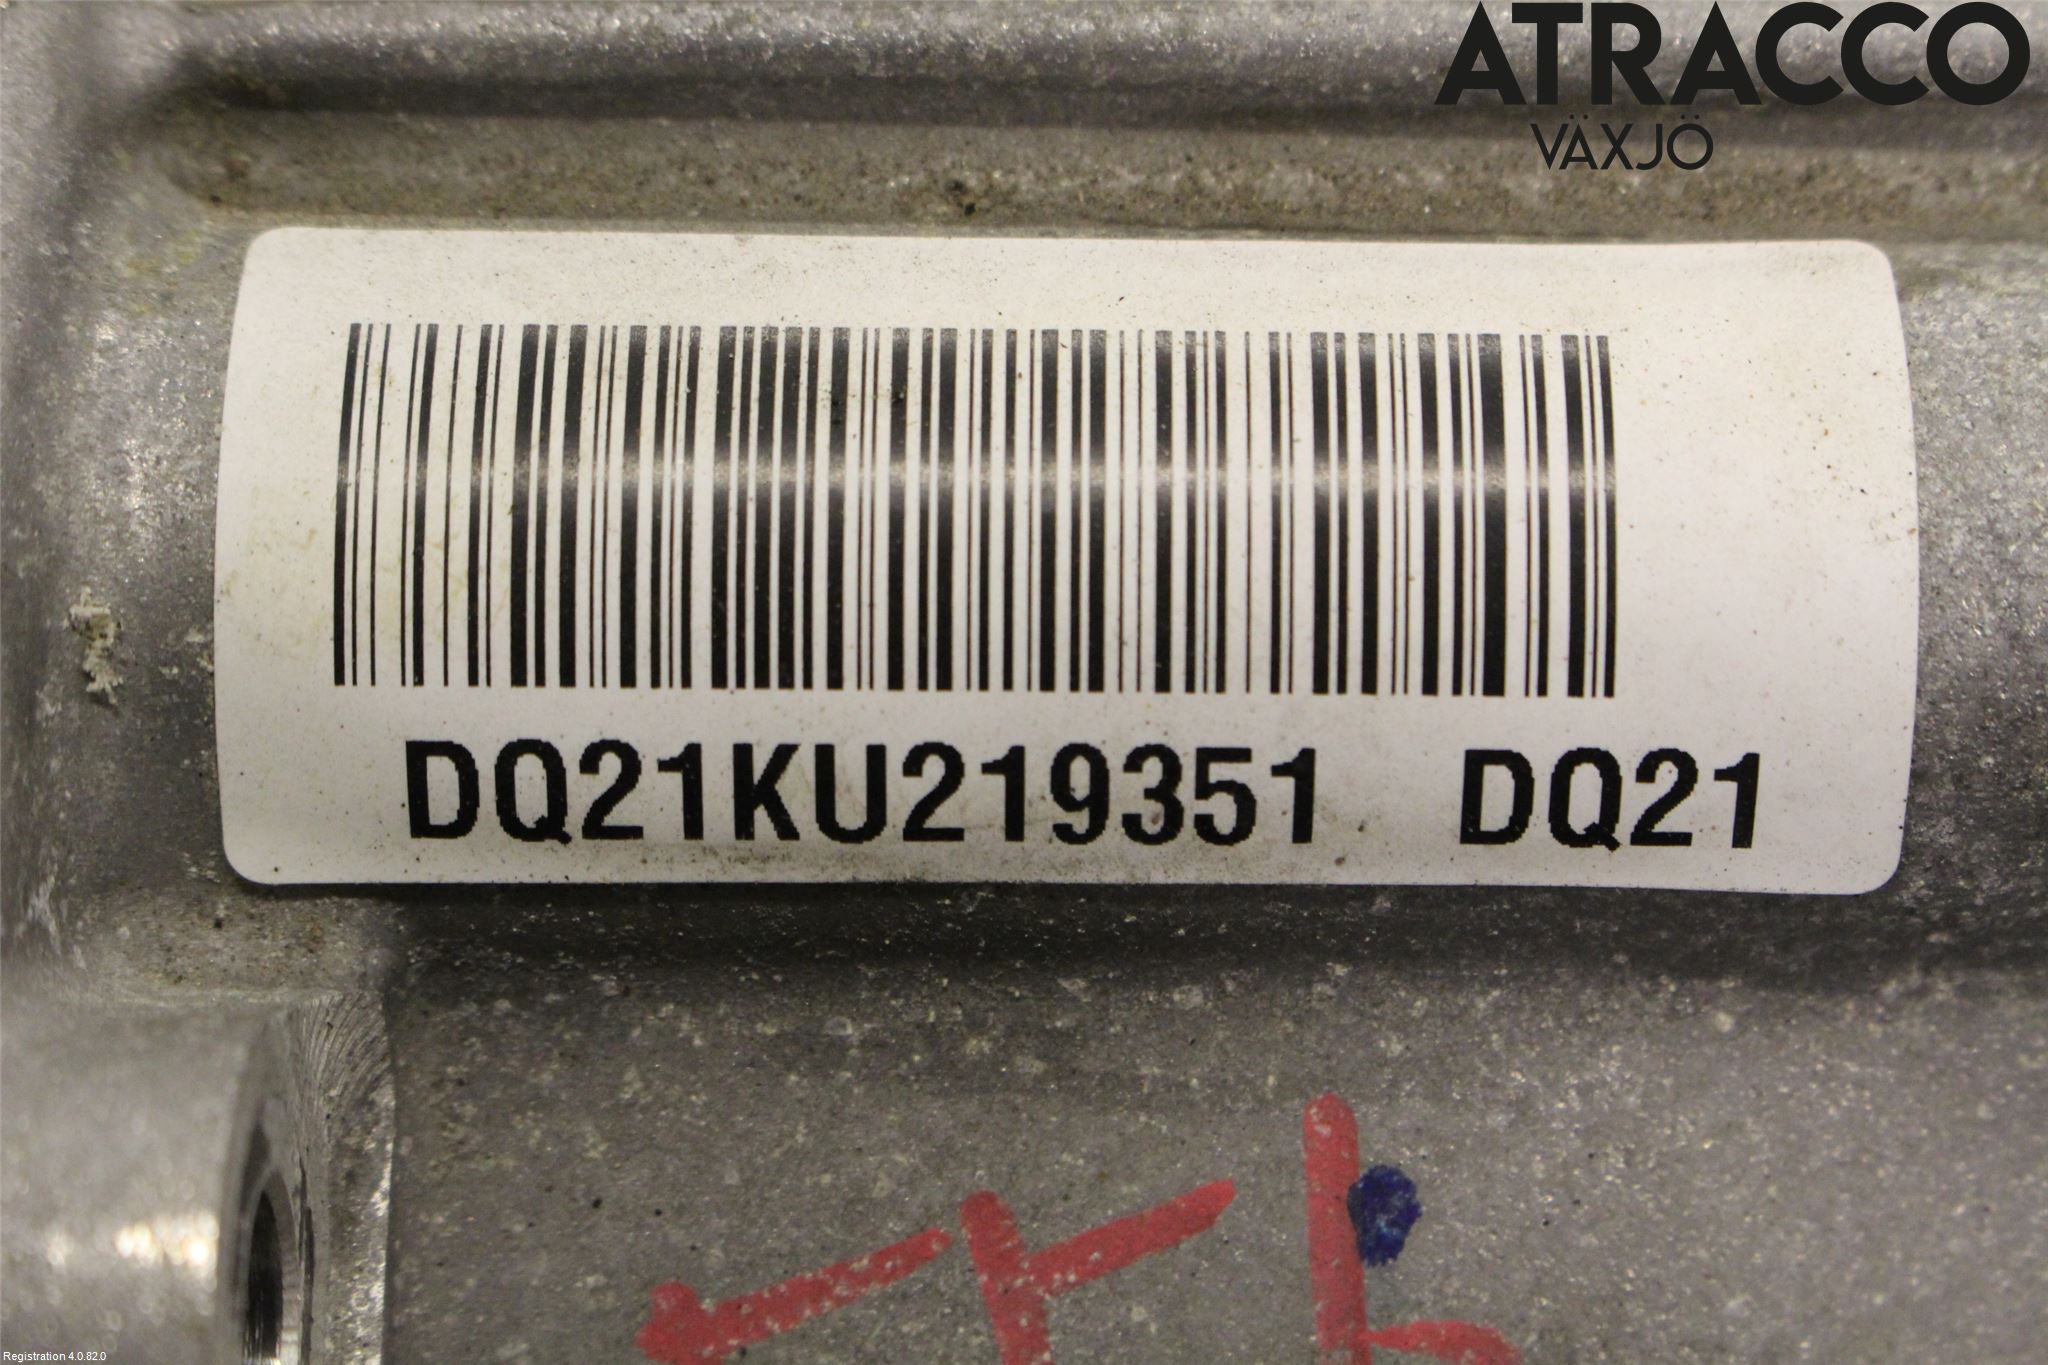 ATRACCO
VÄXJÖ
DQ21KU219351 DQ21
Registration 4.0.82.0